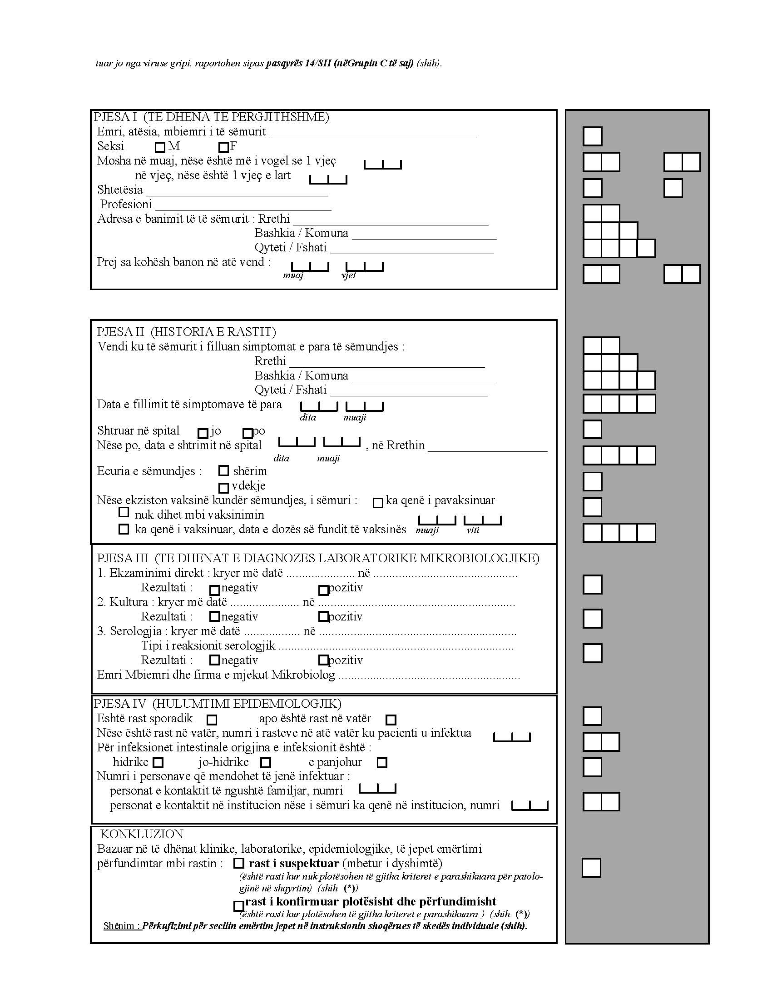 tuar jo nga viruse gripi, raportohen sipas pasqyrës 14/SH (nëGrupin C të saj) (shih).
PJESA I (TE DHENA TE PERGJITHSHME)
Emri, atësia, mbiemri i të sëmurit
Seksi M F
Mosha në muaj, nëse është më i vogel se 1 vjeç
në vjeç, nëse është 1 vjeç e lart
Shtetësia
Profesioni
Adresa e banimit të të sëmurit : Rrethi
Bashkia / Komuna
Qyteti / Fshati
Prej sa kohësh banon në atë vend :
muaj vjet
PJESA II (HISTORIA E RASTIT)
Vendi ku të sëmurit i filluan simptomat e para të sëmundjes :
Rrethi
Bashkia / Komuna
Qyteti / Fshati
Data e fillimit të simptomave të para
dita muaji
Shtruar në spital jo po
Nëse po, data e shtrimit në spital , në Rrethin
dita muaji
Ecuria e sëmundjes : shërim
vdekje
Nëse ekziston vaksinë kundër sëmundjes, i sëmuri : ka qenë i pavaksinuar
nuk dihet mbi vaksinimin
ka qenë i vaksinuar, data e dozës së fundit të vaksinës muaji viti
PJESA III (TE DHENAT E DIAGNOZES LABORATORIKE MIKROBIOLOGJIKE)
1. Ekzaminimi direkt : kryer më datë ...................... në ..............................................
Rezultati : negativ pozitiv
2. Kultura : kryer më datë ...................... në ...............................................................
Rezultati : negativ pozitiv
3. Serologjia : kryer më datë .................. në ...............................................................
Tipi i reaksionit serologjik ...........................................................................
Rezultati : negativ pozitiv
Emri Mbiemri dhe firma e mjekut Mikrobiolog ..........................................................
PJESA IV (HULUMTIMI EPIDEMIOLOGJIK)
Eshtë rast sporadik apo është rast në vatër
Nëse është rast në vatër, numri i rasteve në atë vatër ku pacienti u infektua
Për infeksionet intestinale origjina e infeksionit është :
hidrike jo-hidrike e panjohur
Numri i personave që mendohet të jenë infektuar :
personat e kontaktit të ngushtë familjar, numri
personat e kontaktit në institucion nëse i sëmuri ka qenë në institucion, numri
KONKLUZION
Bazuar në të dhënat klinike, laboratorike, epidemiologjike, të jepet emërtimi
përfundimtar mbi rastin : rast i suspektuar (mbetur i dyshimtë)
(është rasti kur nuk plotësohen të gjitha kriteret e parashikuara për patolo-
gjinë në shqyrtim) (shih (*))
rast i konfirmuar plotësisht dhe përfundimisht
(është rasti kur plotësohen të gjitha kriteret e parashikuara ) (shih (*))
Shënim : Përkufizimi për secilin emërtim jepet në instruksionin shoqërues të skedës individuale (shih).